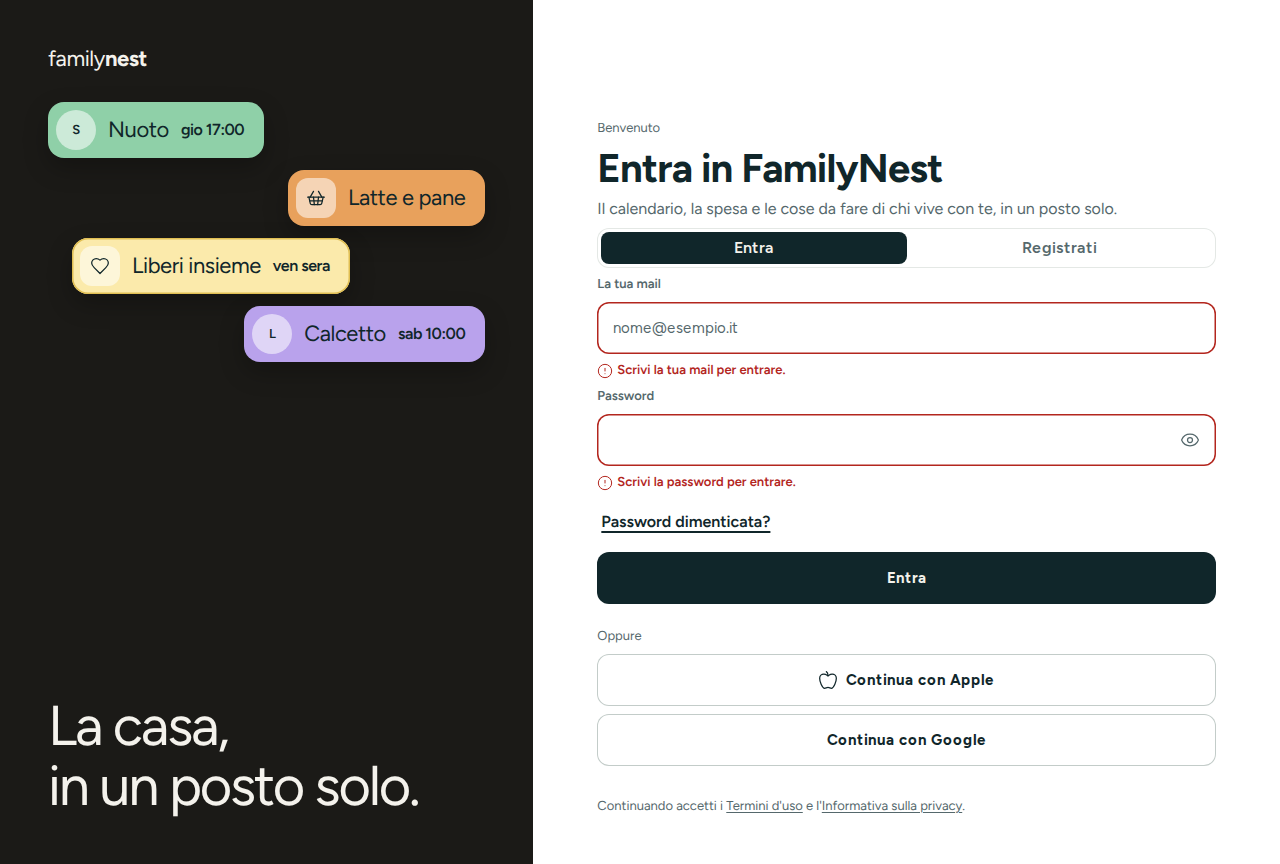 familynest
S Nuoto gio 17:00
Latte e pane
Liberi insieme ven sera
L Calcetto sab 10:00
La casa,
in un posto solo.
Benvenuto
Entra in FamilyNest
Il calendario, la spesa e le cose da fare di chi vive con te, in un posto solo.
Entra Registrati
La tua mail
nome@esempio.it
Scrivi la tua mail per entrare.
Password
Scrivi la password per entrare.
Password dimenticata?
Entra
Oppure
Continua con Apple
Continua con Google
Continuando accetti i Termini d'uso e l'Informativa sulla privacy.